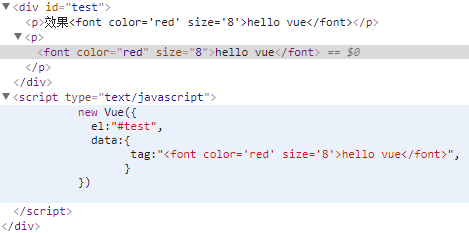 ▼<div id="test">
<p>效果<font color='red' size='8'>hello vue</font></p>
▼<p>
<font color="red" size="8">hello vue</font> == $0
</p>
</div>
▼<script type="text/javascript">
new Vue({
el:"#test",
data:{
tag:"<font color='red' size='8'>hello vue</font>",
}
})
</script>
</div>